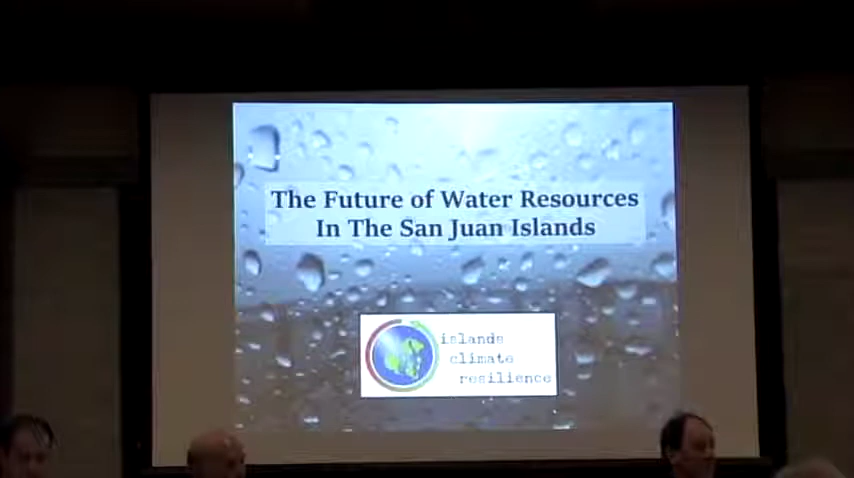 The Future of Water Resources
In The San Juan Islands
islands
climate
resilience